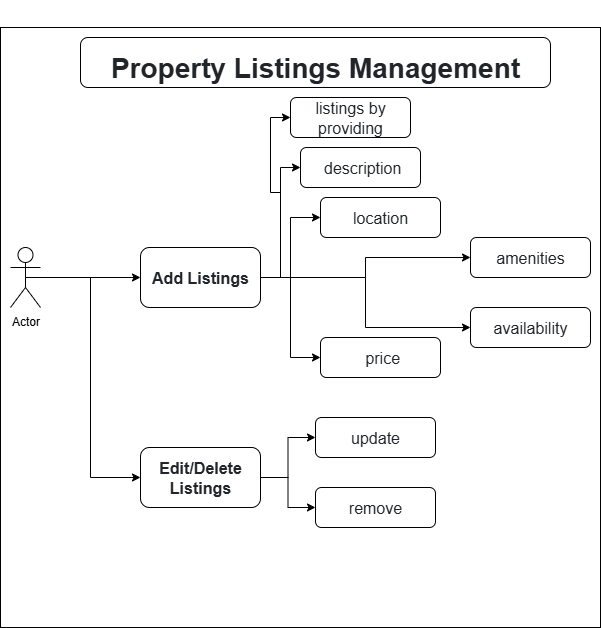 Property Listings Management
listings by
providing
description
location
Add Listings
amenities
Actor
availability
price
Edit/Delete
Listings
update
remove